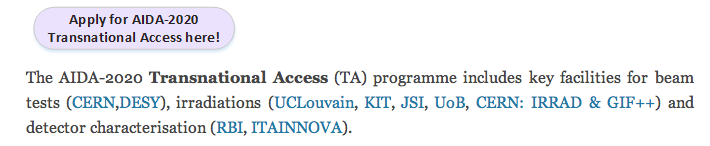 Apply for AIDA-2020
Transnational Access here!
The AIDA-2020 Transnational Access (TA) programme includes key facilities for beam
tests (CERN,DESY), irradiations (UCLouvain, KIT, JSI, UoB, CERN: IRRAD & GIF++) and
detector characterisation (RBI, ITAINNOVA).